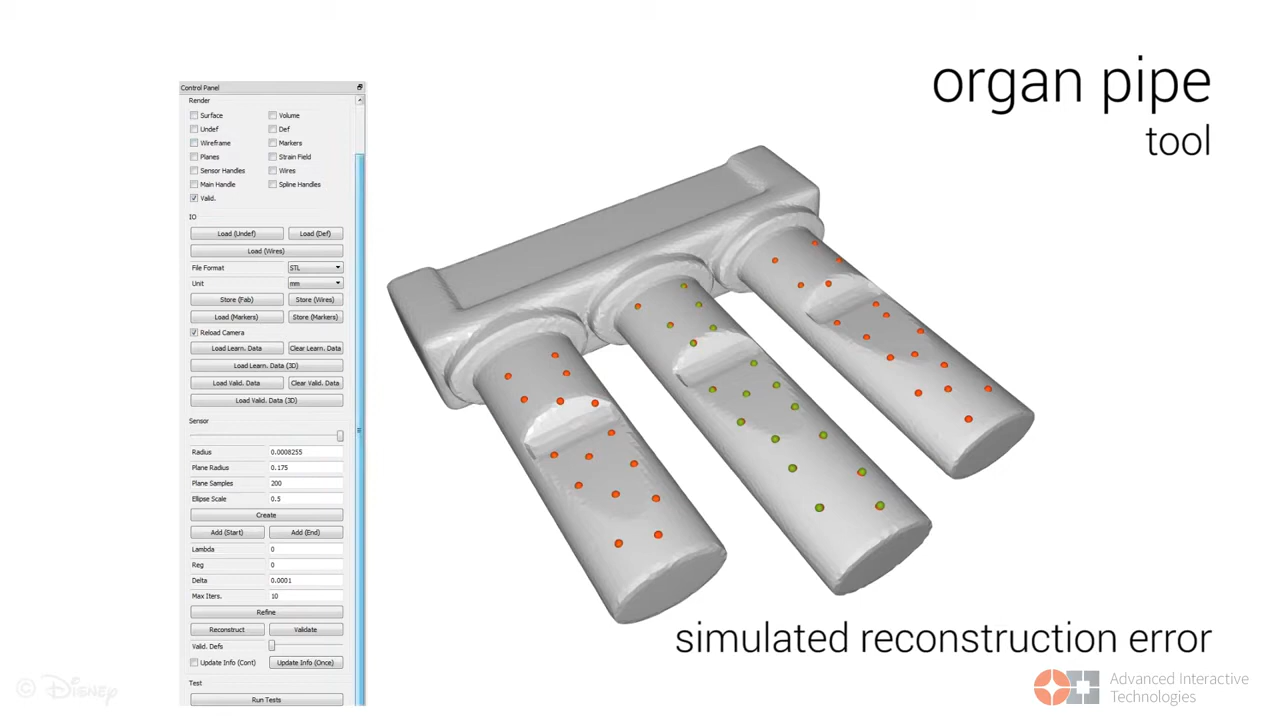 organ pipe
tool
Control Panel
Render
Surface Volume
Undef Def
Wireframe Markers
Planes Strain Field
Sensor Handles Wires
Main Handle Spline Handles
Valid.
IO
Load (Undef) Load (Def)
Load (Wires)
File Format STL
Unit mm
Store (Fab) Store (Wires)
Load (Markers) Store (Markers)
Reload Camera
Load Learn. Data Clear Learn. Data
Load Learn. Data (3D)
Load Valid. Data Clear Valid. Data
Load Valid. Data (3D)
Sensor
Radius 0.0008255
Plane Radius 0.175
Plane Samples 200
Ellipse Scale 0.5
Create
Add (Start) Add (End)
Lambda 0
Reg 0
Delta 0.0001
Max Iters. 10
Refine
Reconstruct Validate
Valid. Defs
Update Info (Cont) Update Info (Once)
Test
Run Tests
simulated reconstruction error
© Disney
Advanced Interactive
Technologies